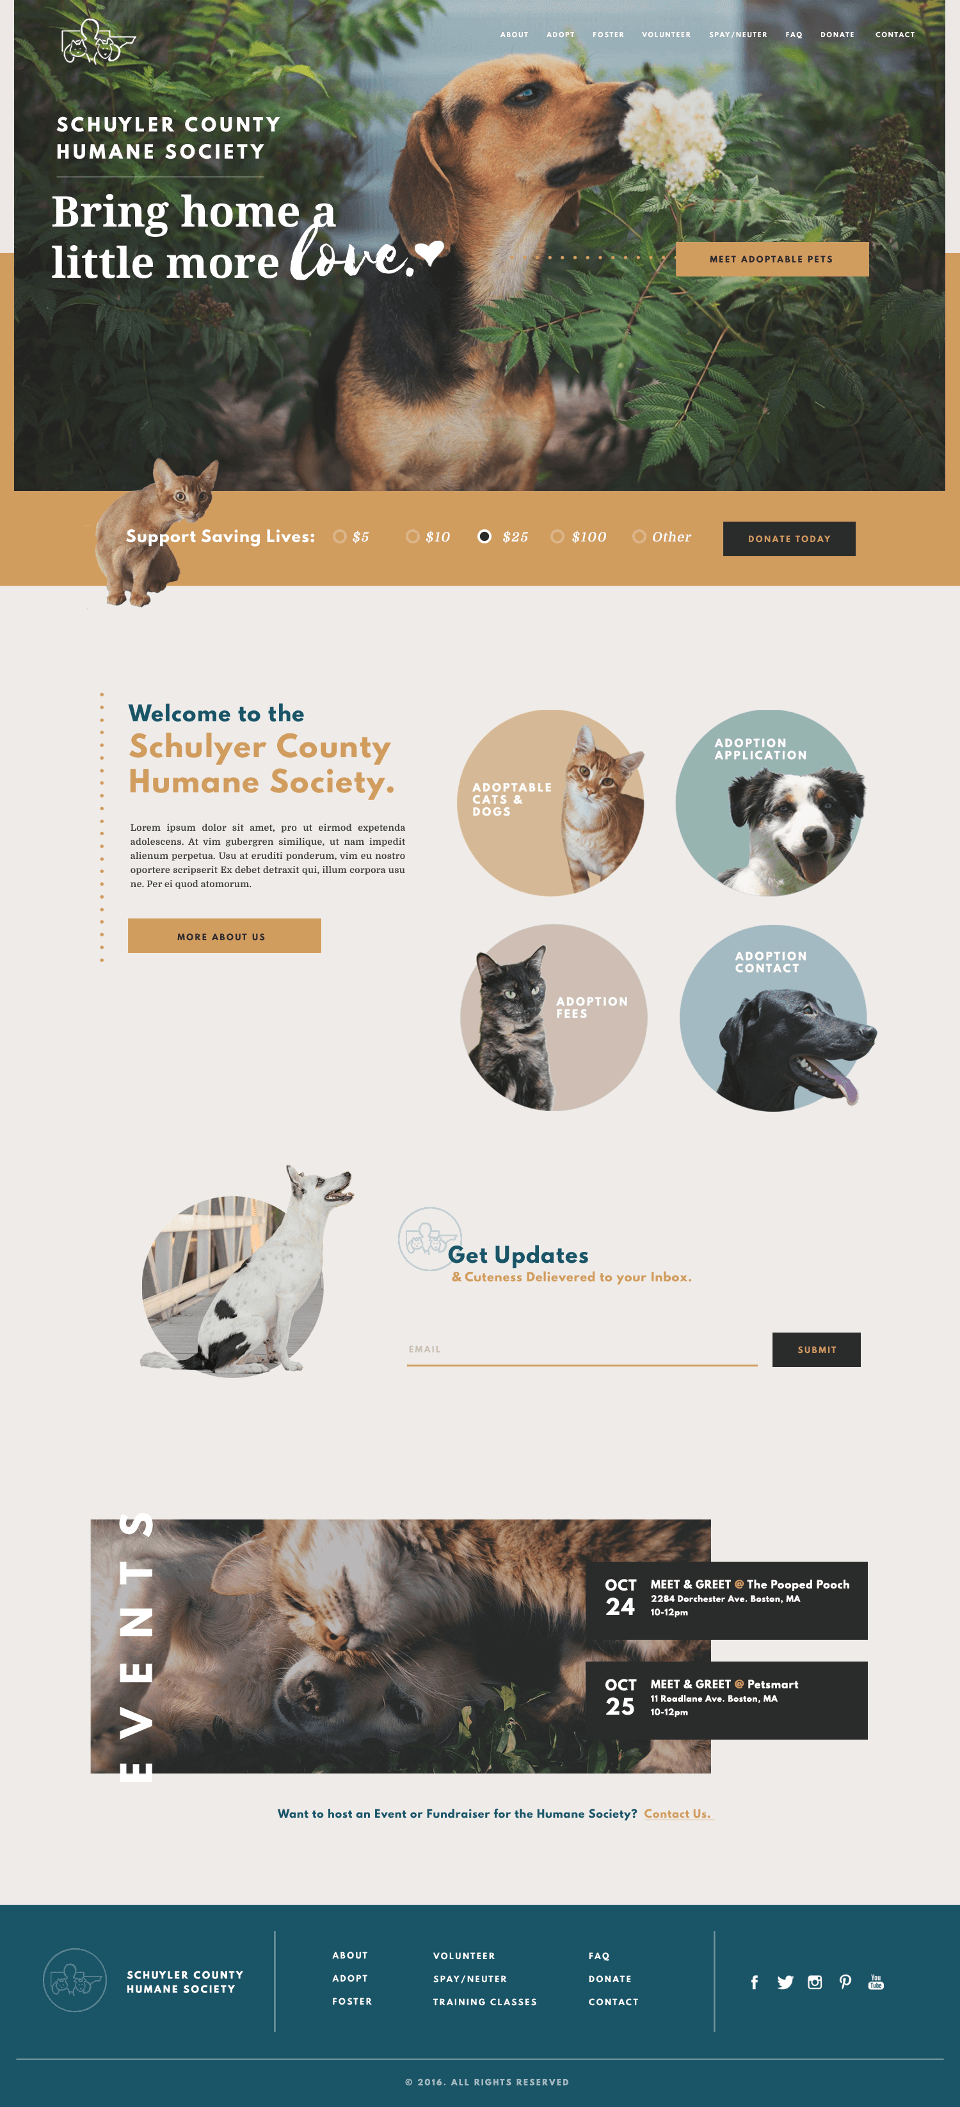 ABOUT ADOPT FOSTER VOLUNTEER SPAY/NEUTER FAQ DONATE CONTACT
SCHUYLER COUNTY
HUMANE SOCIETY
Bring home a
little more love.
MEET ADOPTABLE PETS
Support Saving Lives: $5 $10 $25 $100 Other DONATE TODAY
Welcome to the
Schulyer County
Humane Society.
Lorem ipsum dolor sit amet, pro ut eirmod expetenda
adolescens. At vim gubergren similique, ut nam impedit
alienum perpetua. Usu at eruditi ponderum, vim eu nostro
oportere scripserit Ex debet detraxit qui, illum corpora usu
ne. Per ei quod atomorum.
MORE ABOUT US
ADOPTABLE
CATS &
DOGS
ADOPTION
APPLICATION
ADOPTION
FEES
ADOPTION
CONTACT
Get Updates
& Cuteness Delievered to your Inbox.
EMAIL
SUBMIT
EVENTS
OCT
24
MEET & GREET @ The Pooped Pooch
2284 Dorchester Ave. Boston, MA
10-12pm
OCT
25
MEET & GREET @ Petsmart
11 Roadlane Ave. Boston, MA
10-12pm
Want to host an Event or Fundraiser for the Humane Society? Contact Us.
SCHUYLER COUNTY
HUMANE SOCIETY
ABOUT
ADOPT
FOSTER
VOLUNTEER
SPAY/NEUTER
TRAINING CLASSES
FAQ
DONATE
CONTACT
You
Tube
© 2016. ALL RIGHTS RESERVED